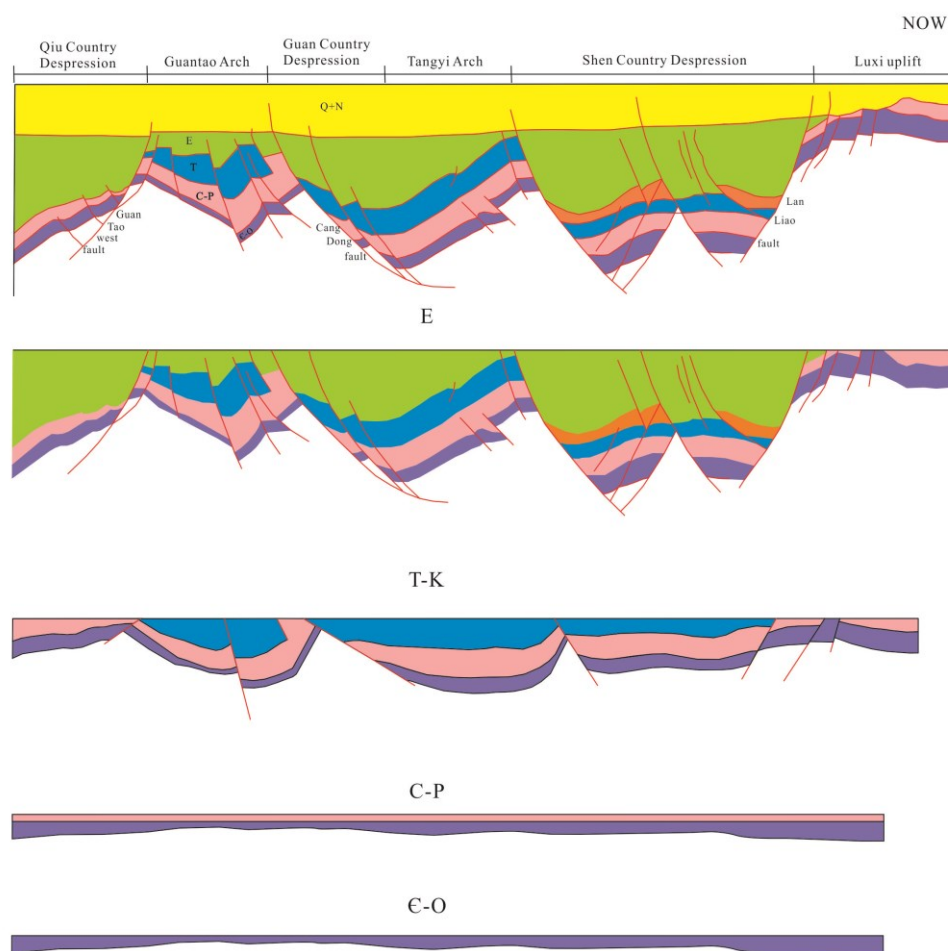 NOW
Qiu Country
Despression
Guantao Arch
Guan Country
Despression
Tangyi Arch
Shen Country Despression
Luxi uplift
Q+N
E
T
C-P
Є-O
Guan
Tao
west
fault
Cang
Dong
fault
Lan
Liao
fault
E
T-K
C-P
Є-O